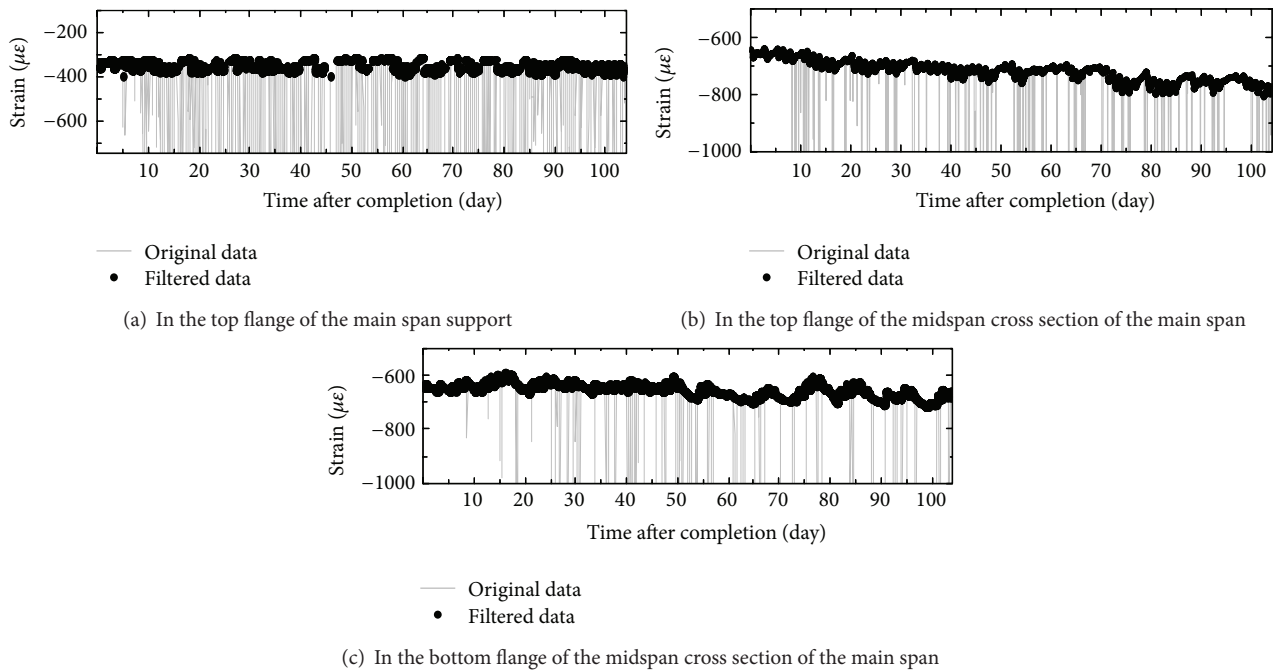 −200
−400
−600
Strain (με)
10 20 30 40 50 60 70 80 90 100
Time after completion (day)
Original data
Filtered data
(a) In the top flange of the main span support
−600
−800
−1000
Strain (με)
10 20 30 40 50 60 70 80 90 100
Time after completion (day)
Original data
Filtered data
(b) In the top flange of the midspan cross section of the main span
−600
−800
−1000
Strain (με)
10 20 30 40 50 60 70 80 90 100
Time after completion (day)
Original data
Filtered data
(c) In the bottom flange of the midspan cross section of the main span